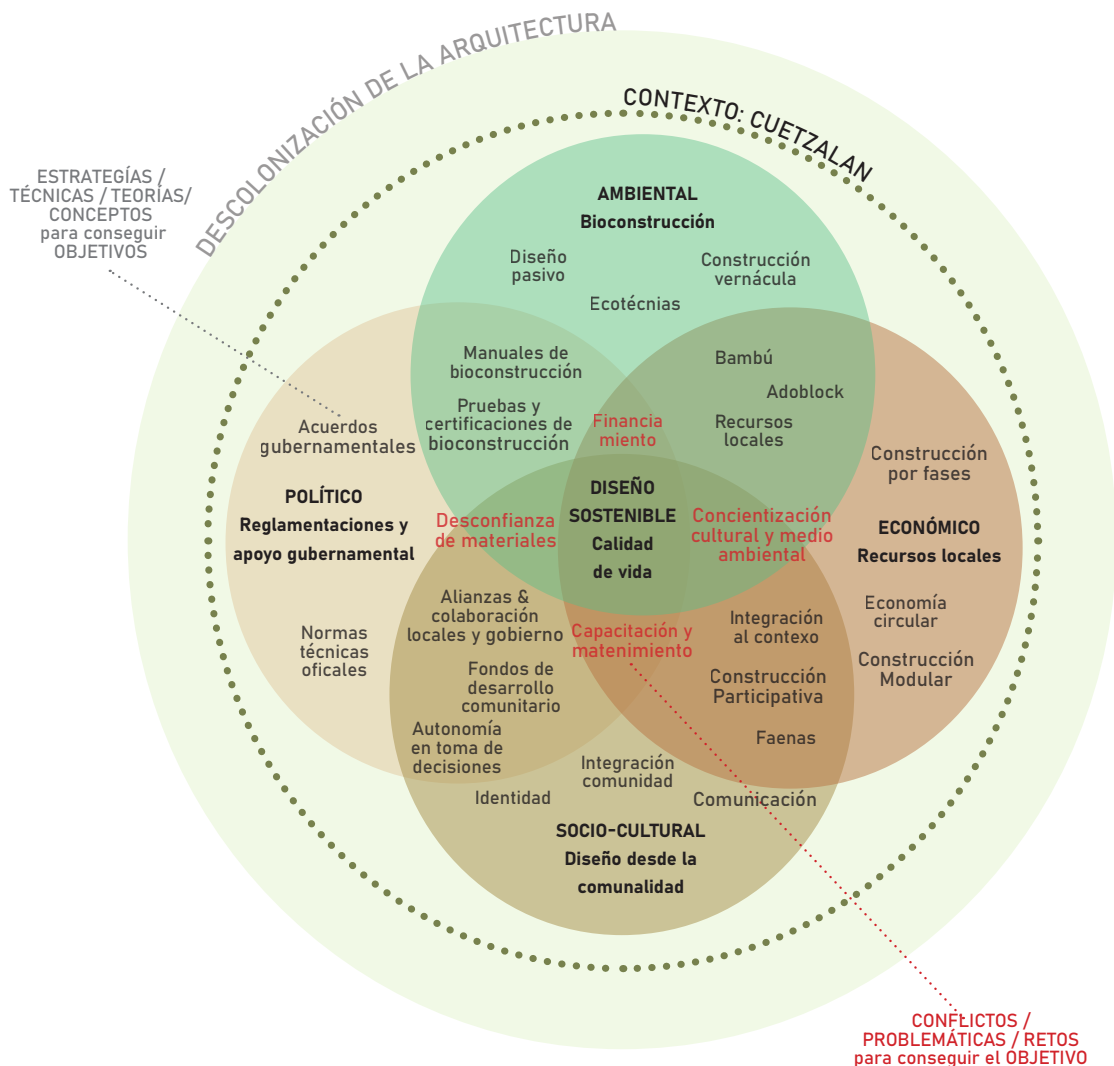 DESCOLONIZACIÓN DE LA ARQUITECTURA
CONTEXTO: CUETZALAN
ESTRATEGÍAS /
TÉCNICAS / TEORÍAS/
CONCEPTOS
para conseguir
OBJETIVOS
AMBIENTAL
Bioconstrucción
Diseño
pasivo
Construcción
vernácula
Ecotécnias
Manuales de
bioconstrucción
Pruebas y
certificaciones de
bioconstrucción
Bambú
Adoblock
Recursos
locales
Financia
miento
Acuerdos
gubernamentales
POLÍTICO
Reglamentaciones y
apoyo gubernamental
Normas
técnicas
oficales
Desconfianza
de materiales
DISEÑO
SOSTENIBLE
Calidad
de vida
Concientización
cultural y medio
ambiental
Construcción
por fases
ECONÓMICO
Recursos locales
Economía
circular
Construcción
Modular
Alianzas &
colaboración
locales y gobierno
Fondos de
desarrollo
comunitario
Autonomía
en toma de
decisiones
Capacitación y
matenimiento
Integración
al contexo
Construcción
Participativa
Faenas
Identidad
Integración
comunidad
Comunicación
SOCIO-CULTURAL
Diseño desde la
comunalidad
CONFLICTOS /
PROBLEMÁTICAS / RETOS
para conseguir el OBJETIVO